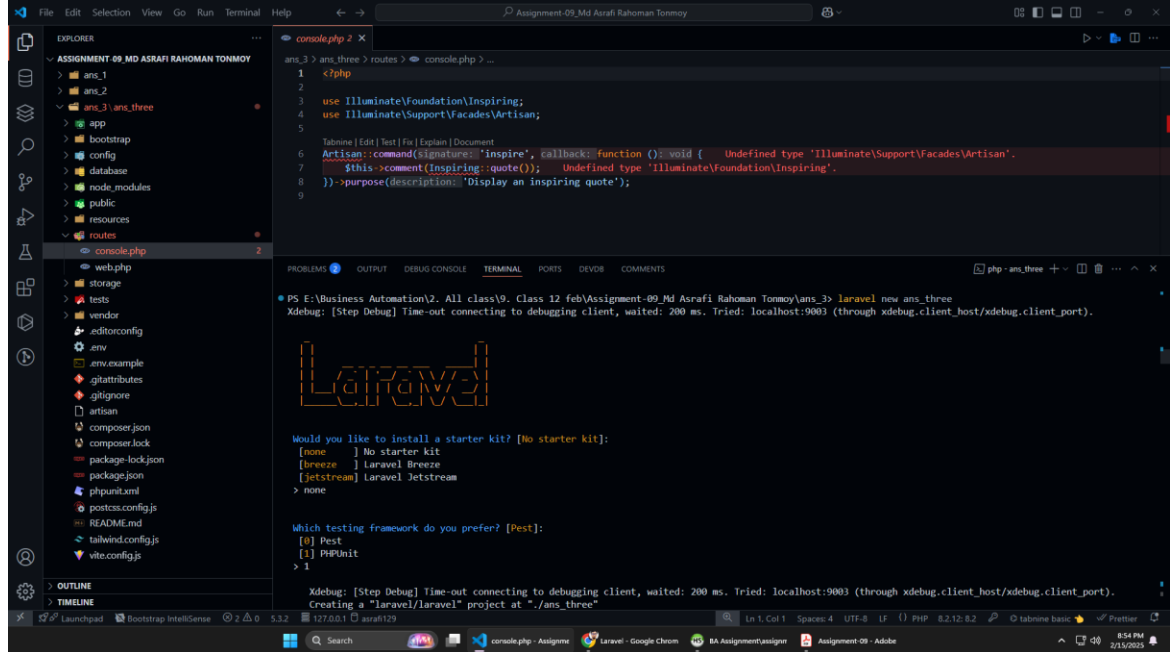 File Edit Selection View Go Run Terminal Help
Assignment-09_Md Asrafi Rahoman Tonmoy
EXPLORER
ASSIGNMENT-09_MD ASRAFI RAHOMAN TONMOY
ans_1
ans_2
ans_3\ans_three
app
bootstrap
config
database
node_modules
public
resources
routes
console.php 2
web.php
storage
tests
vendor
.editorconfig
.env
.env.example
.gitattributes
.gitignore
artisan
composer.json
composer.lock
package-lock.json
package.json
phpunit.xml
postcss.config.js
README.md
tailwind.config.js
vite.config.js
OUTLINE
TIMELINE
console.php 2
ans_3 > ans_three > routes > console.php > ...
1 <?php
2
3 use Illuminate\Foundation\Inspiring;
4 use Illuminate\Support\Facades\Artisan;
5
Tabnine | Edit | Test | Fix | Explain | Document
6 Artisan::command(signature: 'inspire', callback: function (): void { Undefined type 'Illuminate\Support\Facades\Artisan'.
7 $this->comment(Inspiring::quote()); Undefined type 'Illuminate\Foundation\Inspiring'.
8 })->purpose(description: 'Display an inspiring quote');
9
PROBLEMS 2 OUTPUT DEBUG CONSOLE TERMINAL PORTS DEVDB COMMENTS
php - ans_three
PS E:\Business Automation\2. All class\9. Class 12 feb\Assignment-09_Md Asrafi Rahoman Tonmoy\ans_3> laravel new ans_three
Xdebug: [Step Debug] Time-out connecting to debugging client, waited: 200 ms. Tried: localhost:9003 (through xdebug.client_host/xdebug.client_port).
Laravel
Would you like to install a starter kit? [No starter kit]:
[none     ] No starter kit
[breeze   ] Laravel Breeze
[jetstream] Laravel Jetstream
> none
Which testing framework do you prefer? [Pest]:
[0] Pest
[1] PHPUnit
> 1
Xdebug: [Step Debug] Time-out connecting to debugging client, waited: 200 ms. Tried: localhost:9003 (through xdebug.client_host/xdebug.client_port).
Creating a "laravel/laravel" project at "./ans_three"
Launchpad Bootstrap IntelliSense 2 0 5.3.2 127.0.0.1 asrafi129 Ln 1, Col 1 Spaces: 4 UTF-8 LF PHP 8.2.12: 8.2 tabnine basic Prettier
Search
console.php - Assignme
Laravel - Google Chrom
BA Assignment\assignm
Assignment-09 - Adobe
8:54 PM
2/15/2025